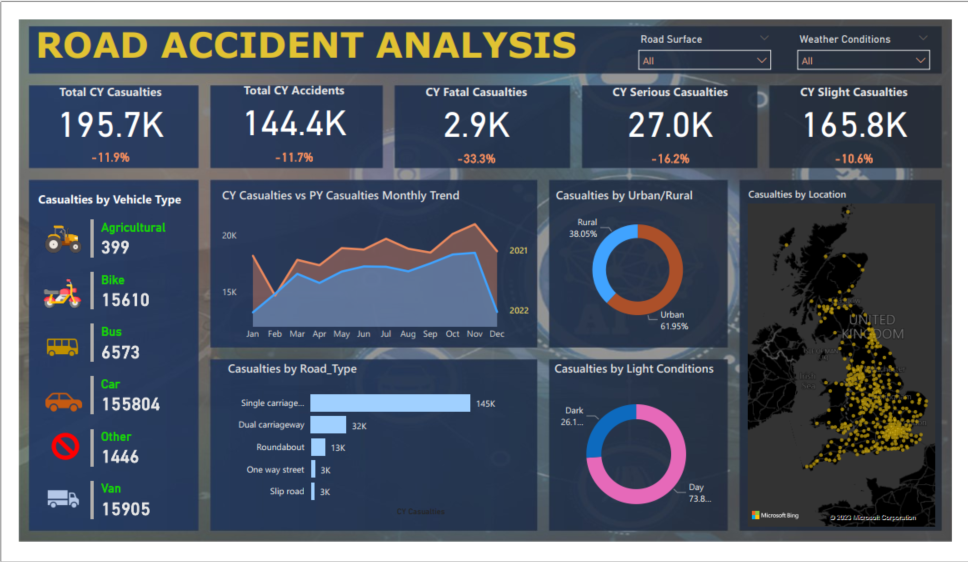 ROAD ACCIDENT ANALYSIS
Road Surface
All
Weather Conditions
All
Total CY Casualties
195.7K
-11.9%
Total CY Accidents
144.4K
-11.7%
CY Fatal Casualties
2.9K
-33.3%
CY Serious Casualties
27.0K
-16.2%
CY Slight Casualties
165.8K
-10.6%
Casualties by Vehicle Type
Agricultural
399
Bike
15610
Bus
6573
Car
155804
Other
1446
Van
15905
CY Casualties vs PY Casualties Monthly Trend
20K
15K
2021
2022
Jan Feb Mar Apr May Jun Jul Aug Sep Oct Nov Dec
Casualties by Road_Type
Single carriage... 145K
Dual carriageway 32K
Roundabout 13K
One way street 3K
Slip road 3K
CY Casualties
Casualties by Urban/Rural
Rural
38.05%
Urban
61.95%
Casualties by Light Conditions
Dark
26.1...
Day
73.8...
Casualties by Location
UNITED
KINGDOM
Microsoft Bing
© 2023 Microsoft Corporation